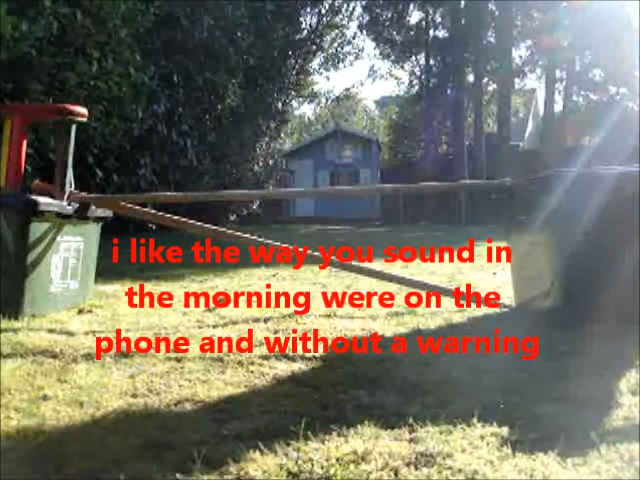 i like the way you sound in
the morning were on the
phone and without a warning